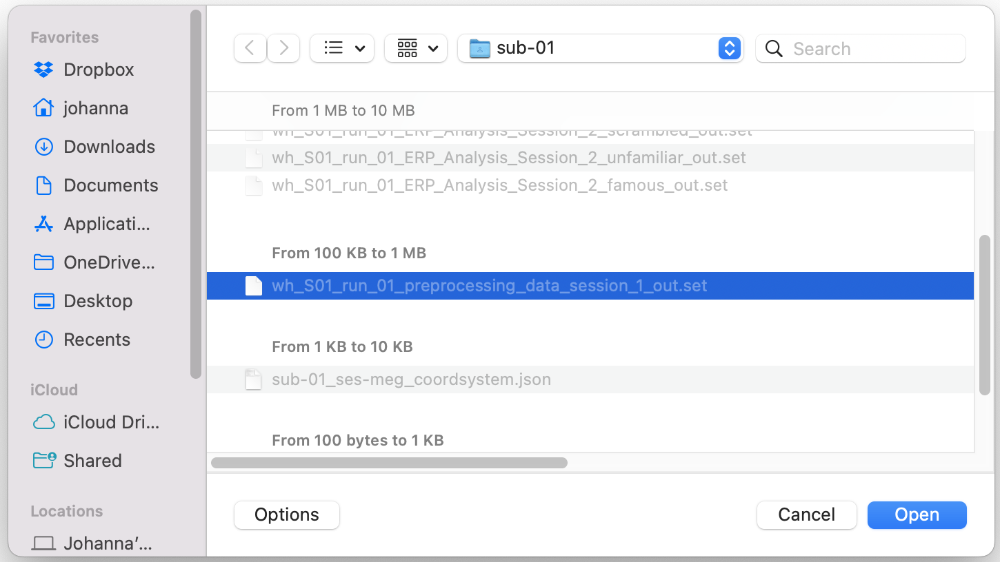 Favorites
Dropbox
johanna
Downloads
Documents
Applicati...
OneDrive...
Desktop
Recents
iCloud
iCloud Dri...
Shared
Locations
Johanna’...
sub-01
Search
From 1 MB to 10 MB
wh_S01_run_01_ERP_Analysis_Session_2_scrambled_out.set
wh_S01_run_01_ERP_Analysis_Session_2_unfamiliar_out.set
wh_S01_run_01_ERP_Analysis_Session_2_famous_out.set
From 100 KB to 1 MB
wh_S01_run_01_preprocessing_data_session_1_out.set
From 1 KB to 10 KB
sub-01_ses-meg_coordsystem.json
From 100 bytes to 1 KB
Options
Cancel
Open